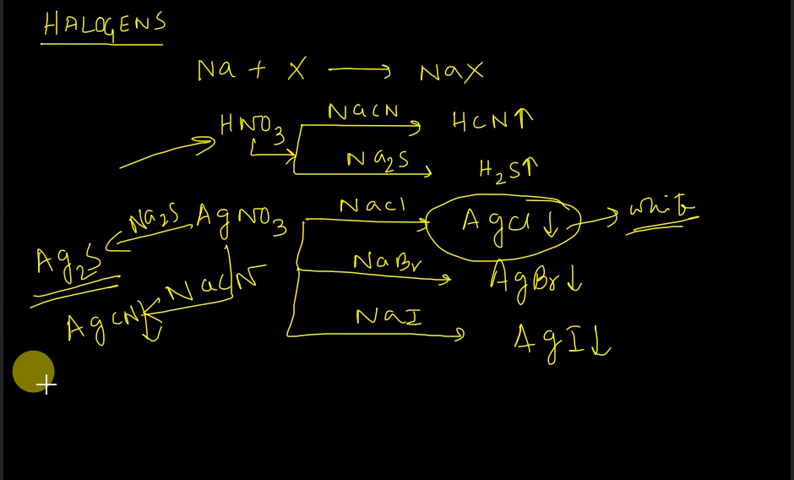 HALOGENS
Na + X ⟶ NaX
HNO₃ NaCN HCN↑
Na₂S H₂S↑
Na₂S AgNO₃ NaCl AgCl↓ → white
Ag₂S NaBr AgBr↓
AgCN↓ NaCN NaI AgI↓